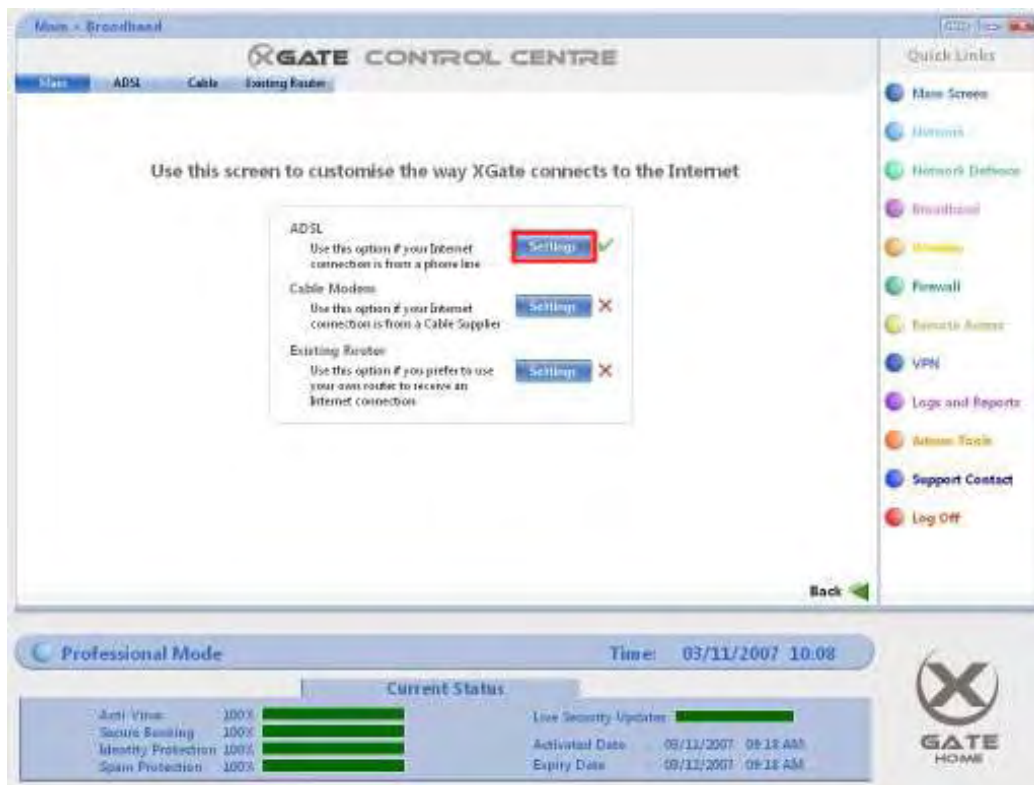 Main - Broadband
XGATE CONTROL CENTRE
Main ADSL Cable Existing Router
Use this screen to customise the way XGate connects to the Internet
ADSL
Use this option if your Internet
connection is from a phone line
Settings
Cable Modem
Use this option if your Internet
connection is from a Cable Supplier
Settings
Existing Router
Use this option if you prefer to use
your own router to receive an
Internet connection
Settings
Back
Quick Links
Main Screen
Network
Network Defence
Broadband
Wireless
Firewall
Remote Access
VPN
Logs and Reports
Admin Tools
Support Contact
Log Off
Professional Mode
Time: 03/11/2007 10:08
Current Status
Anti Virus 100%
Secure Banking 100%
Identity Protection 100%
Spam Protection 100%
Live Security Updates
Activated Date 09:18 AM
Expiry Date 09:18 AM
X
GATE
HOME